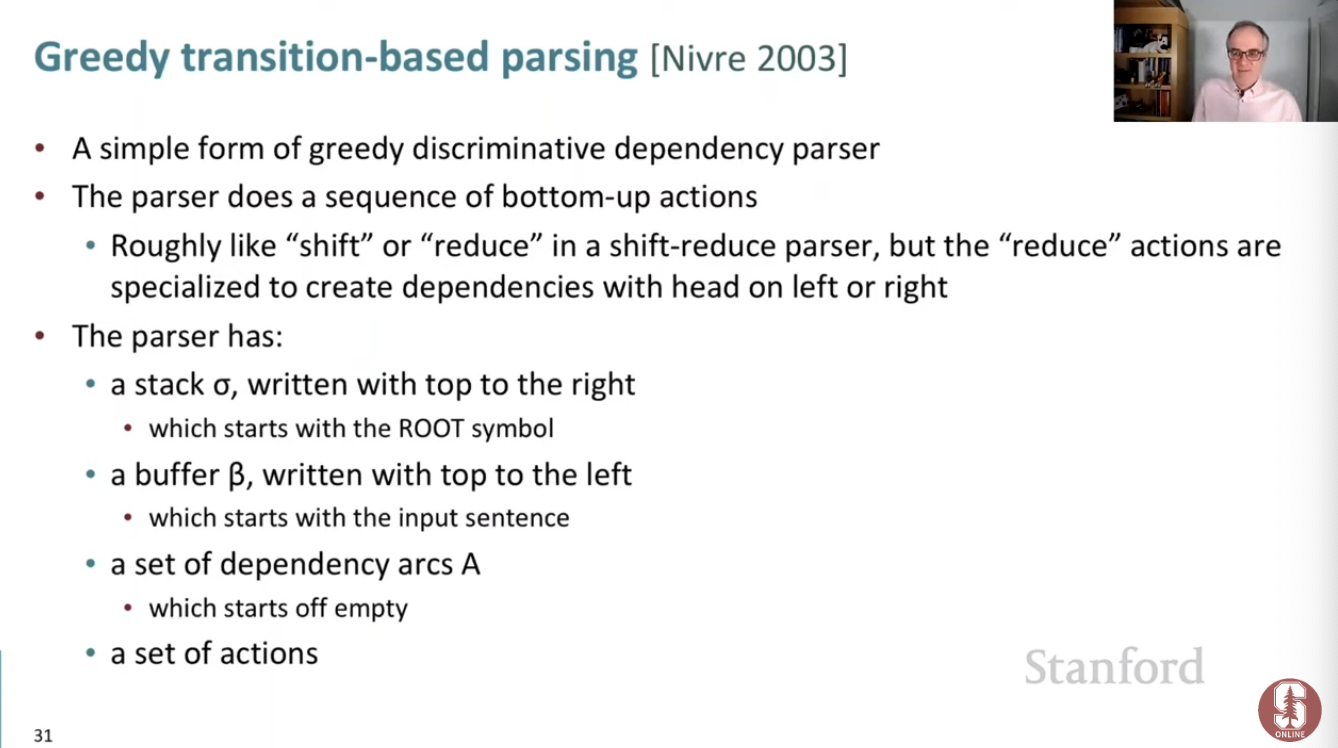 Greedy transition-based parsing [Nivre 2003]
• A simple form of greedy discriminative dependency parser
• The parser does a sequence of bottom-up actions
• Roughly like “shift” or “reduce” in a shift-reduce parser, but the “reduce” actions are
specialized to create dependencies with head on left or right
• The parser has:
• a stack σ, written with top to the right
• which starts with the ROOT symbol
• a buffer β, written with top to the left
• which starts with the input sentence
• a set of dependency arcs A
• which starts off empty
• a set of actions
Stanford
S
ONLINE
31